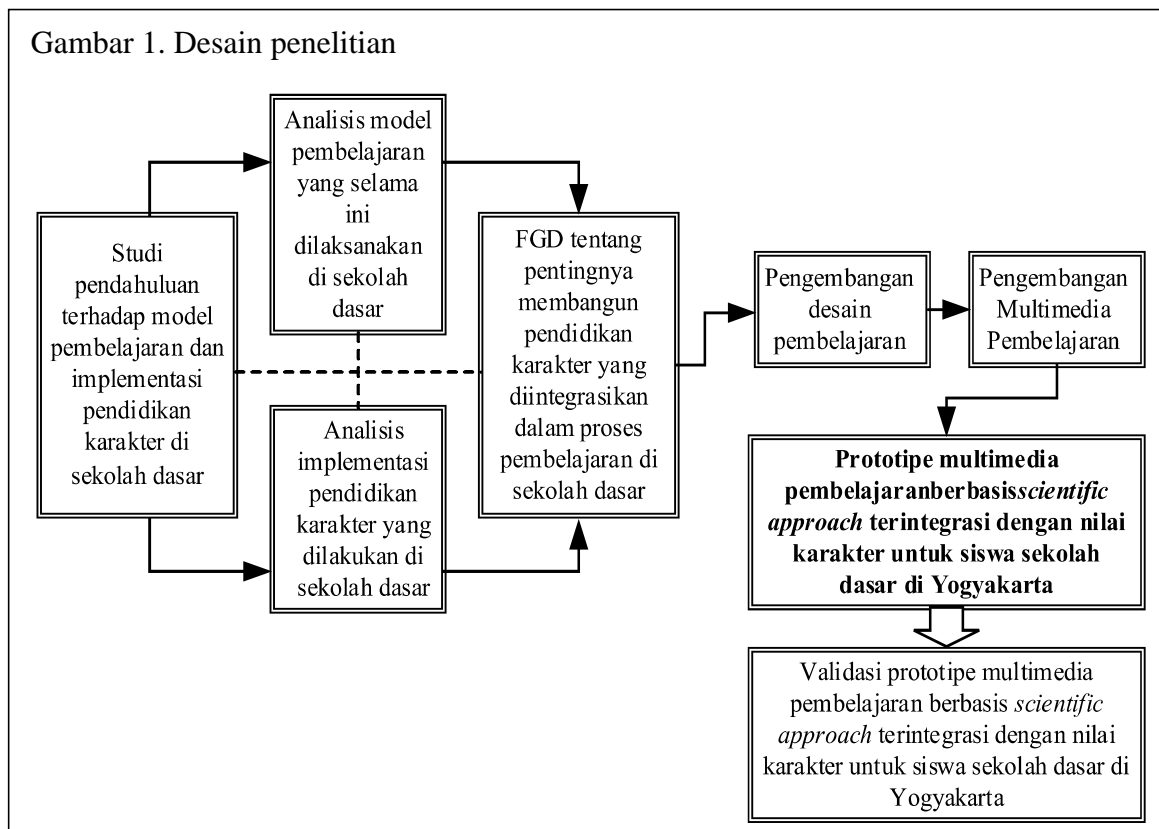 Gambar 1. Desain penelitian
Studi
pendahuluan
terhadap model
pembelajaran dan
implementasi
pendidikan
karakter di
sekolah dasar
Analisis model
pembelajaran
yang selama
ini
dilaksanakan
di sekolah
dasar
Analisis
implementasi
pendidikan
karakter yang
dilakukan di
sekolah dasar
FGD tentang
pentingnya
membangun
pendidikan
karakter yang
diintegrasikan
dalam proses
pembelajaran di
sekolah dasar
Pengembangan
desain
pembelajaran
Pengembangan
Multimedia
Pembelajaran
Prototipe multimedia
pembelajaranberbasisscientific
approach terintegrasi dengan nilai
karakter untuk siswa sekolah
dasar di Yogyakarta
Validasi prototipe multimedia
pembelajaran berbasis scientific
approach terintegrasi dengan nilai
karakter untuk siswa sekolah dasar di
Yogyakarta